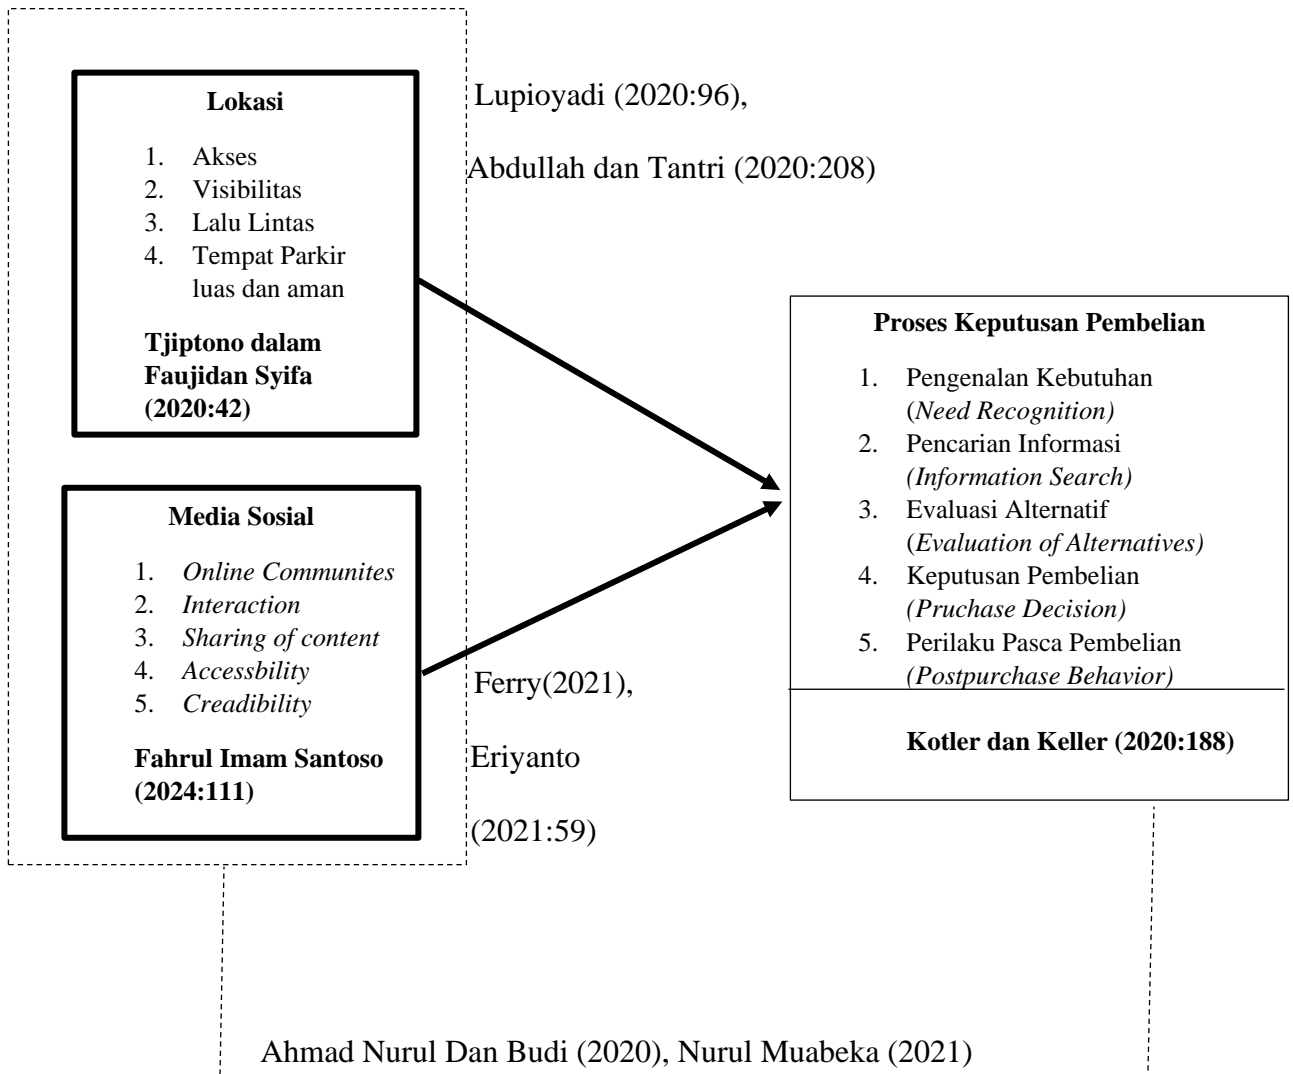 Lokasi
1. Akses
2. Visibilitas
3. Lalu Lintas
4. Tempat Parkir
luas dan aman
Tjiptono dalam
Faujidan Syifa
(2020:42)
Lupioyadi (2020:96),
Abdullah dan Tantri (2020:208)
Media Sosial
1. Online Communites
2. Interaction
3. Sharing of content
4. Accessbility
5. Creadibility
Fahrul Imam Santoso
(2024:111)
Ferry(2021),
Eriyanto
(2021:59)
Proses Keputusan Pembelian
1. Pengenalan Kebutuhan
(Need Recognition)
2. Pencarian Informasi
(Information Search)
3. Evaluasi Alternatif
(Evaluation of Alternatives)
4. Keputusan Pembelian
(Pruchase Decision)
5. Perilaku Pasca Pembelian
(Postpurchase Behavior)
Kotler dan Keller (2020:188)
Ahmad Nurul Dan Budi (2020), Nurul Muabeka (2021)